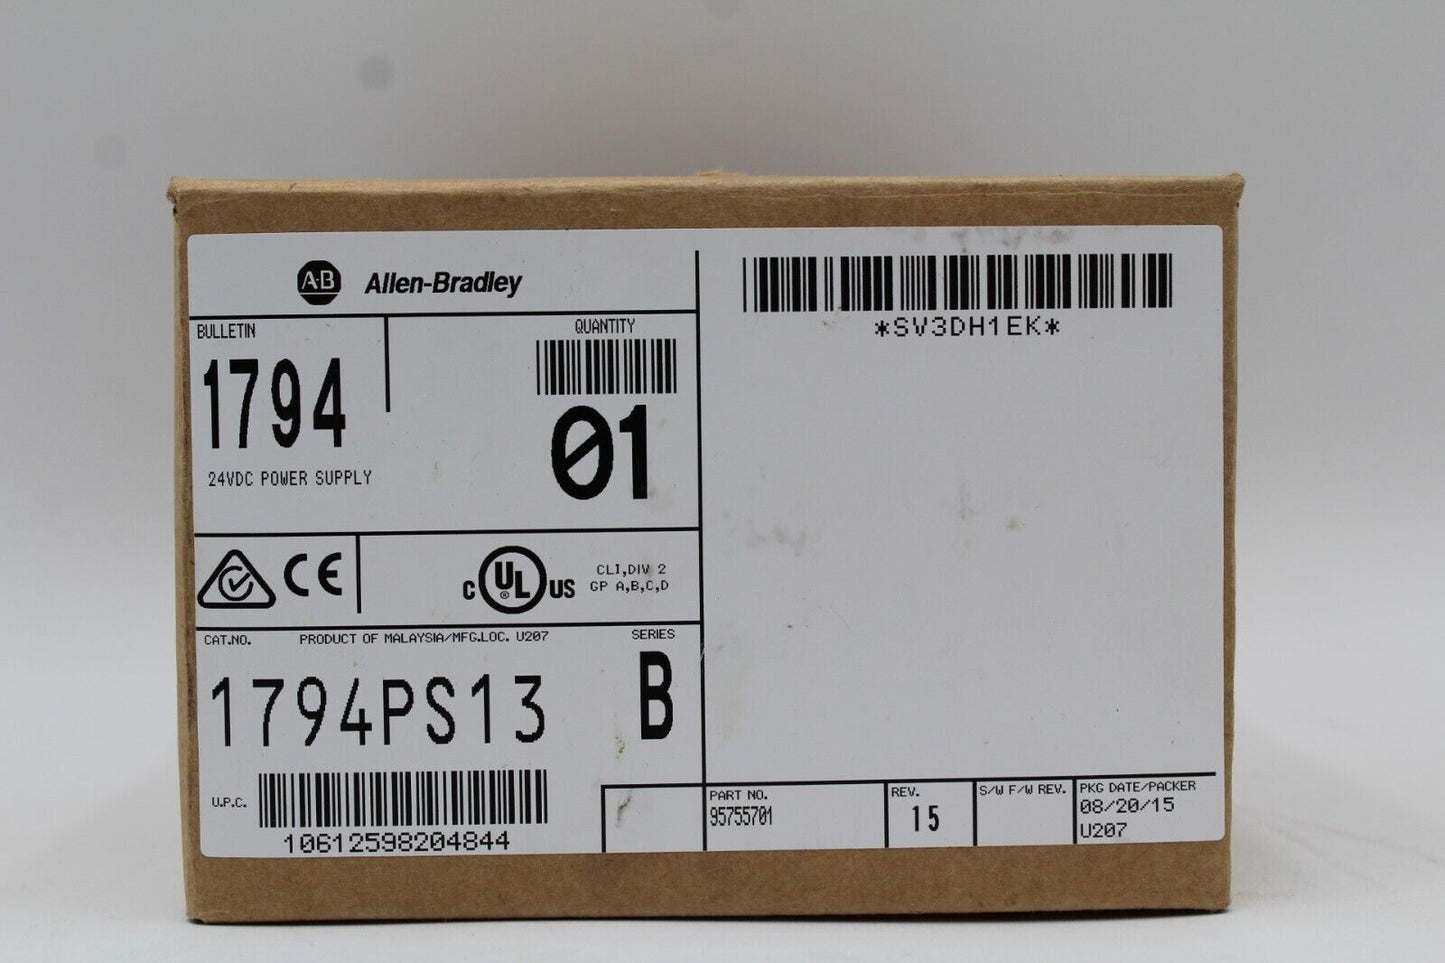 A·B Allen-Bradley
*SV3DH1EK*
BULLETIN
1794
24VDC POWER SUPPLY
QUANTITY
01
CE
C UL® US
CLI,DIV 2
GP A,B,C,D
CAT.NO. PRODUCT OF MALAYSIA/MFG.LOC. U207 SERIES
1794PS13 B
U.P.C.
10612598204844
PART NO.
95755701
REV.
15
S/W F/W REV.
PKG DATE/PACKER
08/20/15
U207